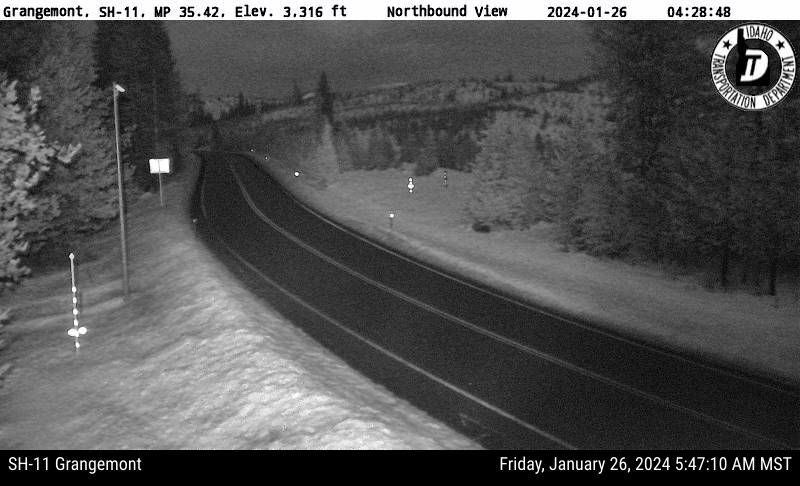 Grangemont, SH-11, MP 35.42, Elev. 3,316 ft Northbound View 2024-01-26 04:28:48
IDAHO
TRANSPORTATION DEPARTMENT
SH-11 Grangemont Friday, January 26, 2024 5:47:10 AM MST